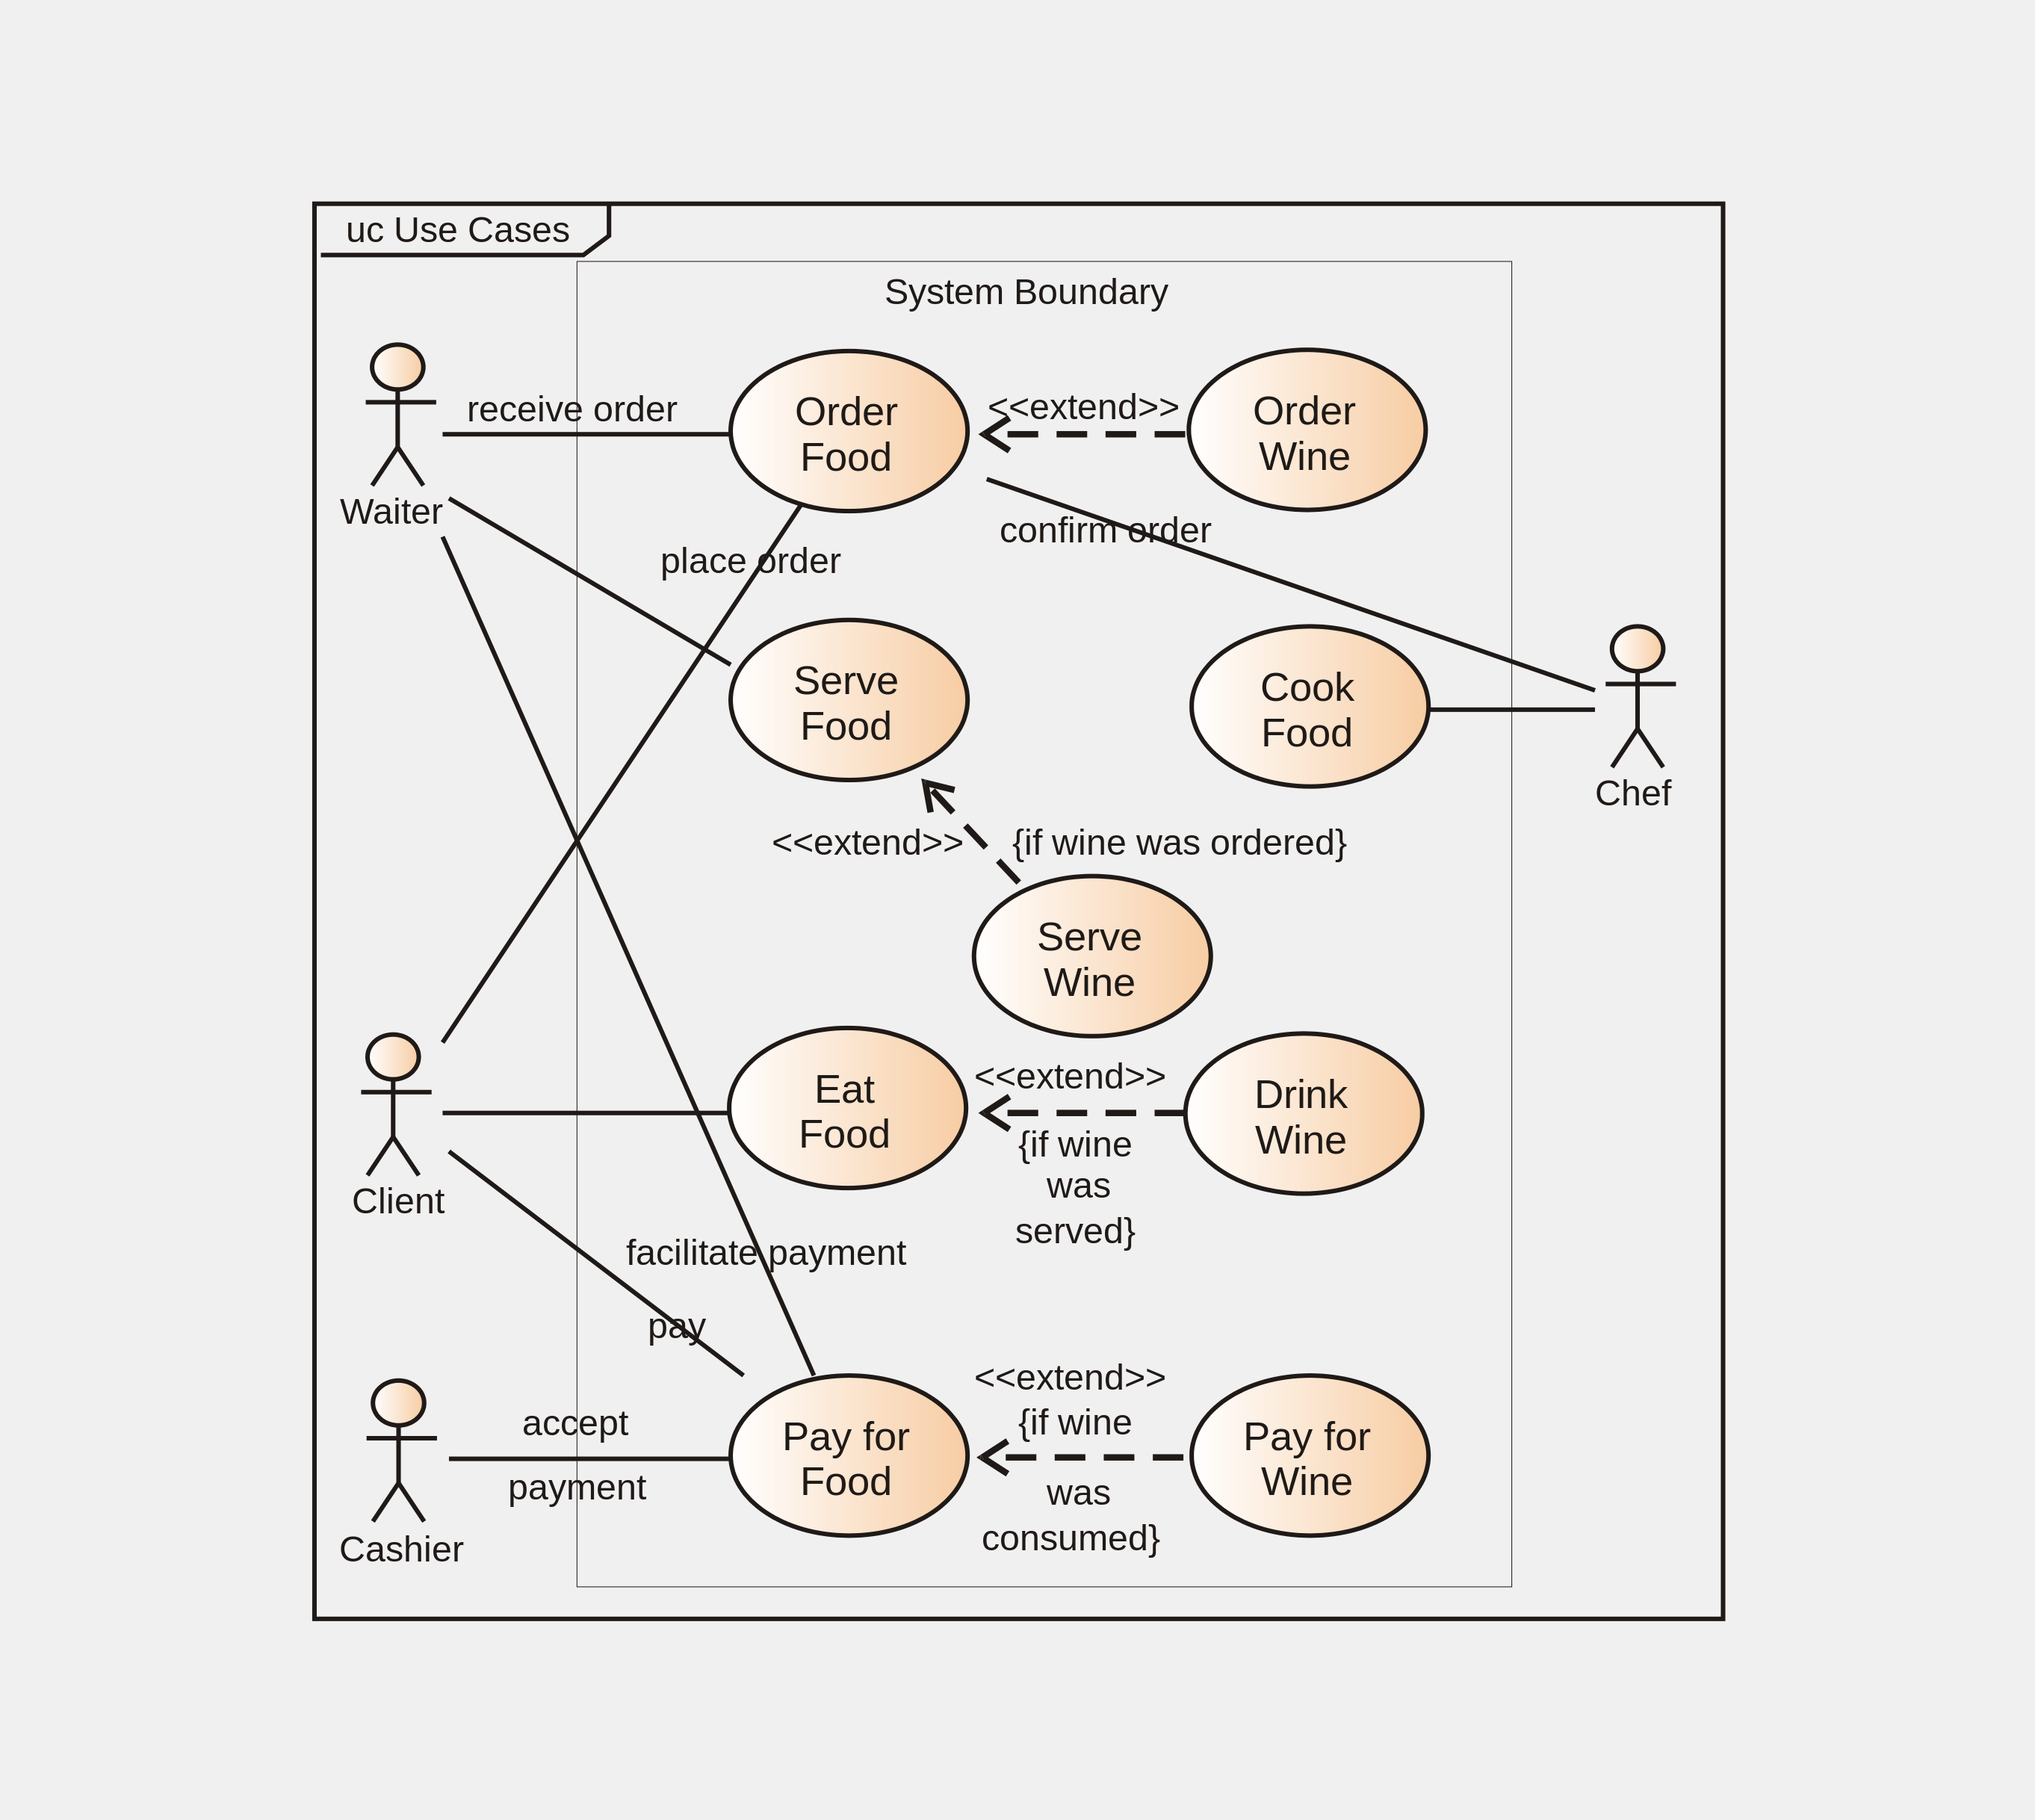 uc Use Cases
System Boundary
receive order
Order
Food
<<extend>>
Order
Wine
Waiter
place order
confirm order
Serve
Food
Cook
Food
Chef
<<extend>>
{if wine was ordered}
Serve
Wine
Client
Eat
Food
<<extend>>
{if wine
was
served}
Drink
Wine
facilitate payment
pay
accept
payment
Cashier
Pay for
Food
<<extend>>
{if wine
was
consumed}
Pay for
Wine